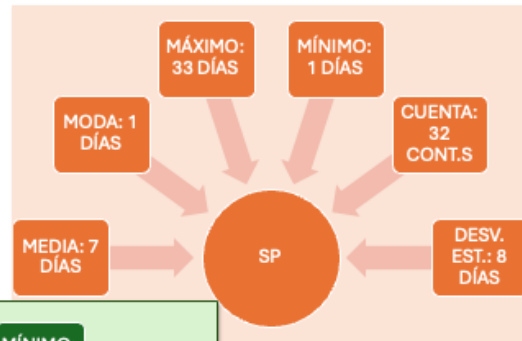 MÁXIMO:
33 DÍAS
MÍNIMO:
1 DÍAS
MODA: 1
DÍAS
CUENTA:
32
CONT.S
MEDIA: 7
DÍAS
SP
DESV.
EST.: 8
DÍAS
MÍNIMO